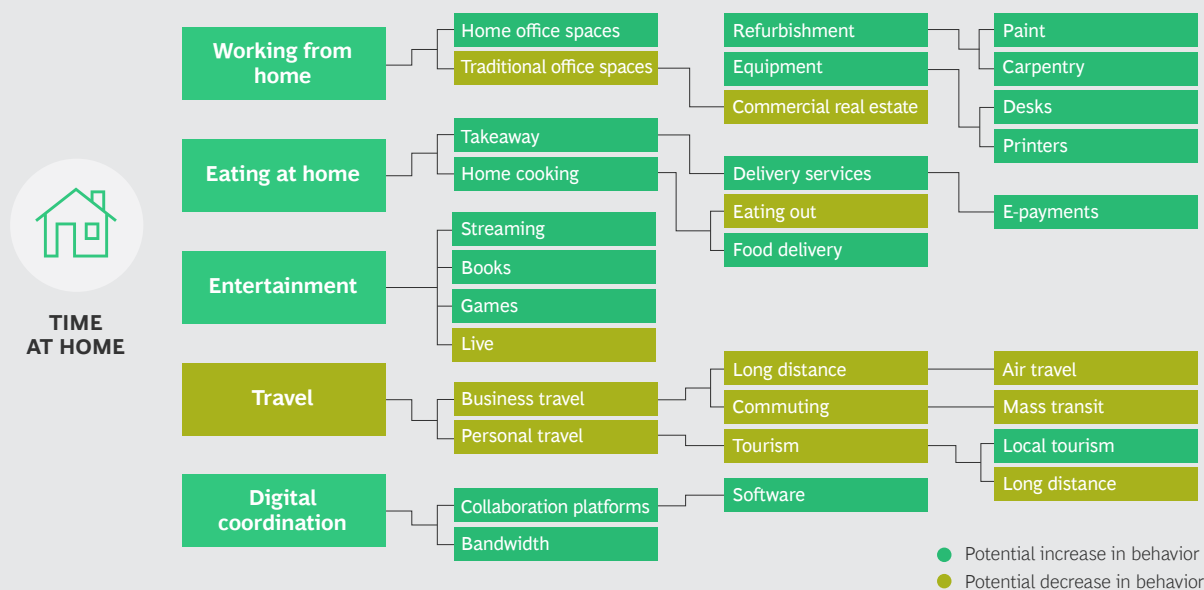 TIME
AT HOME
Working from
home
Home office spaces
Traditional office spaces
Refurbishment
Equipment
Commercial real estate
Paint
Carpentry
Desks
Printers
Eating at home
Takeaway
Home cooking
Delivery services
Eating out
Food delivery
E-payments
Entertainment
Streaming
Books
Games
Live
Travel
Business travel
Personal travel
Long distance
Commuting
Tourism
Air travel
Mass transit
Local tourism
Long distance
Digital
coordination
Collaboration platforms
Bandwidth
Software
Potential increase in behavior
Potential decrease in behavior